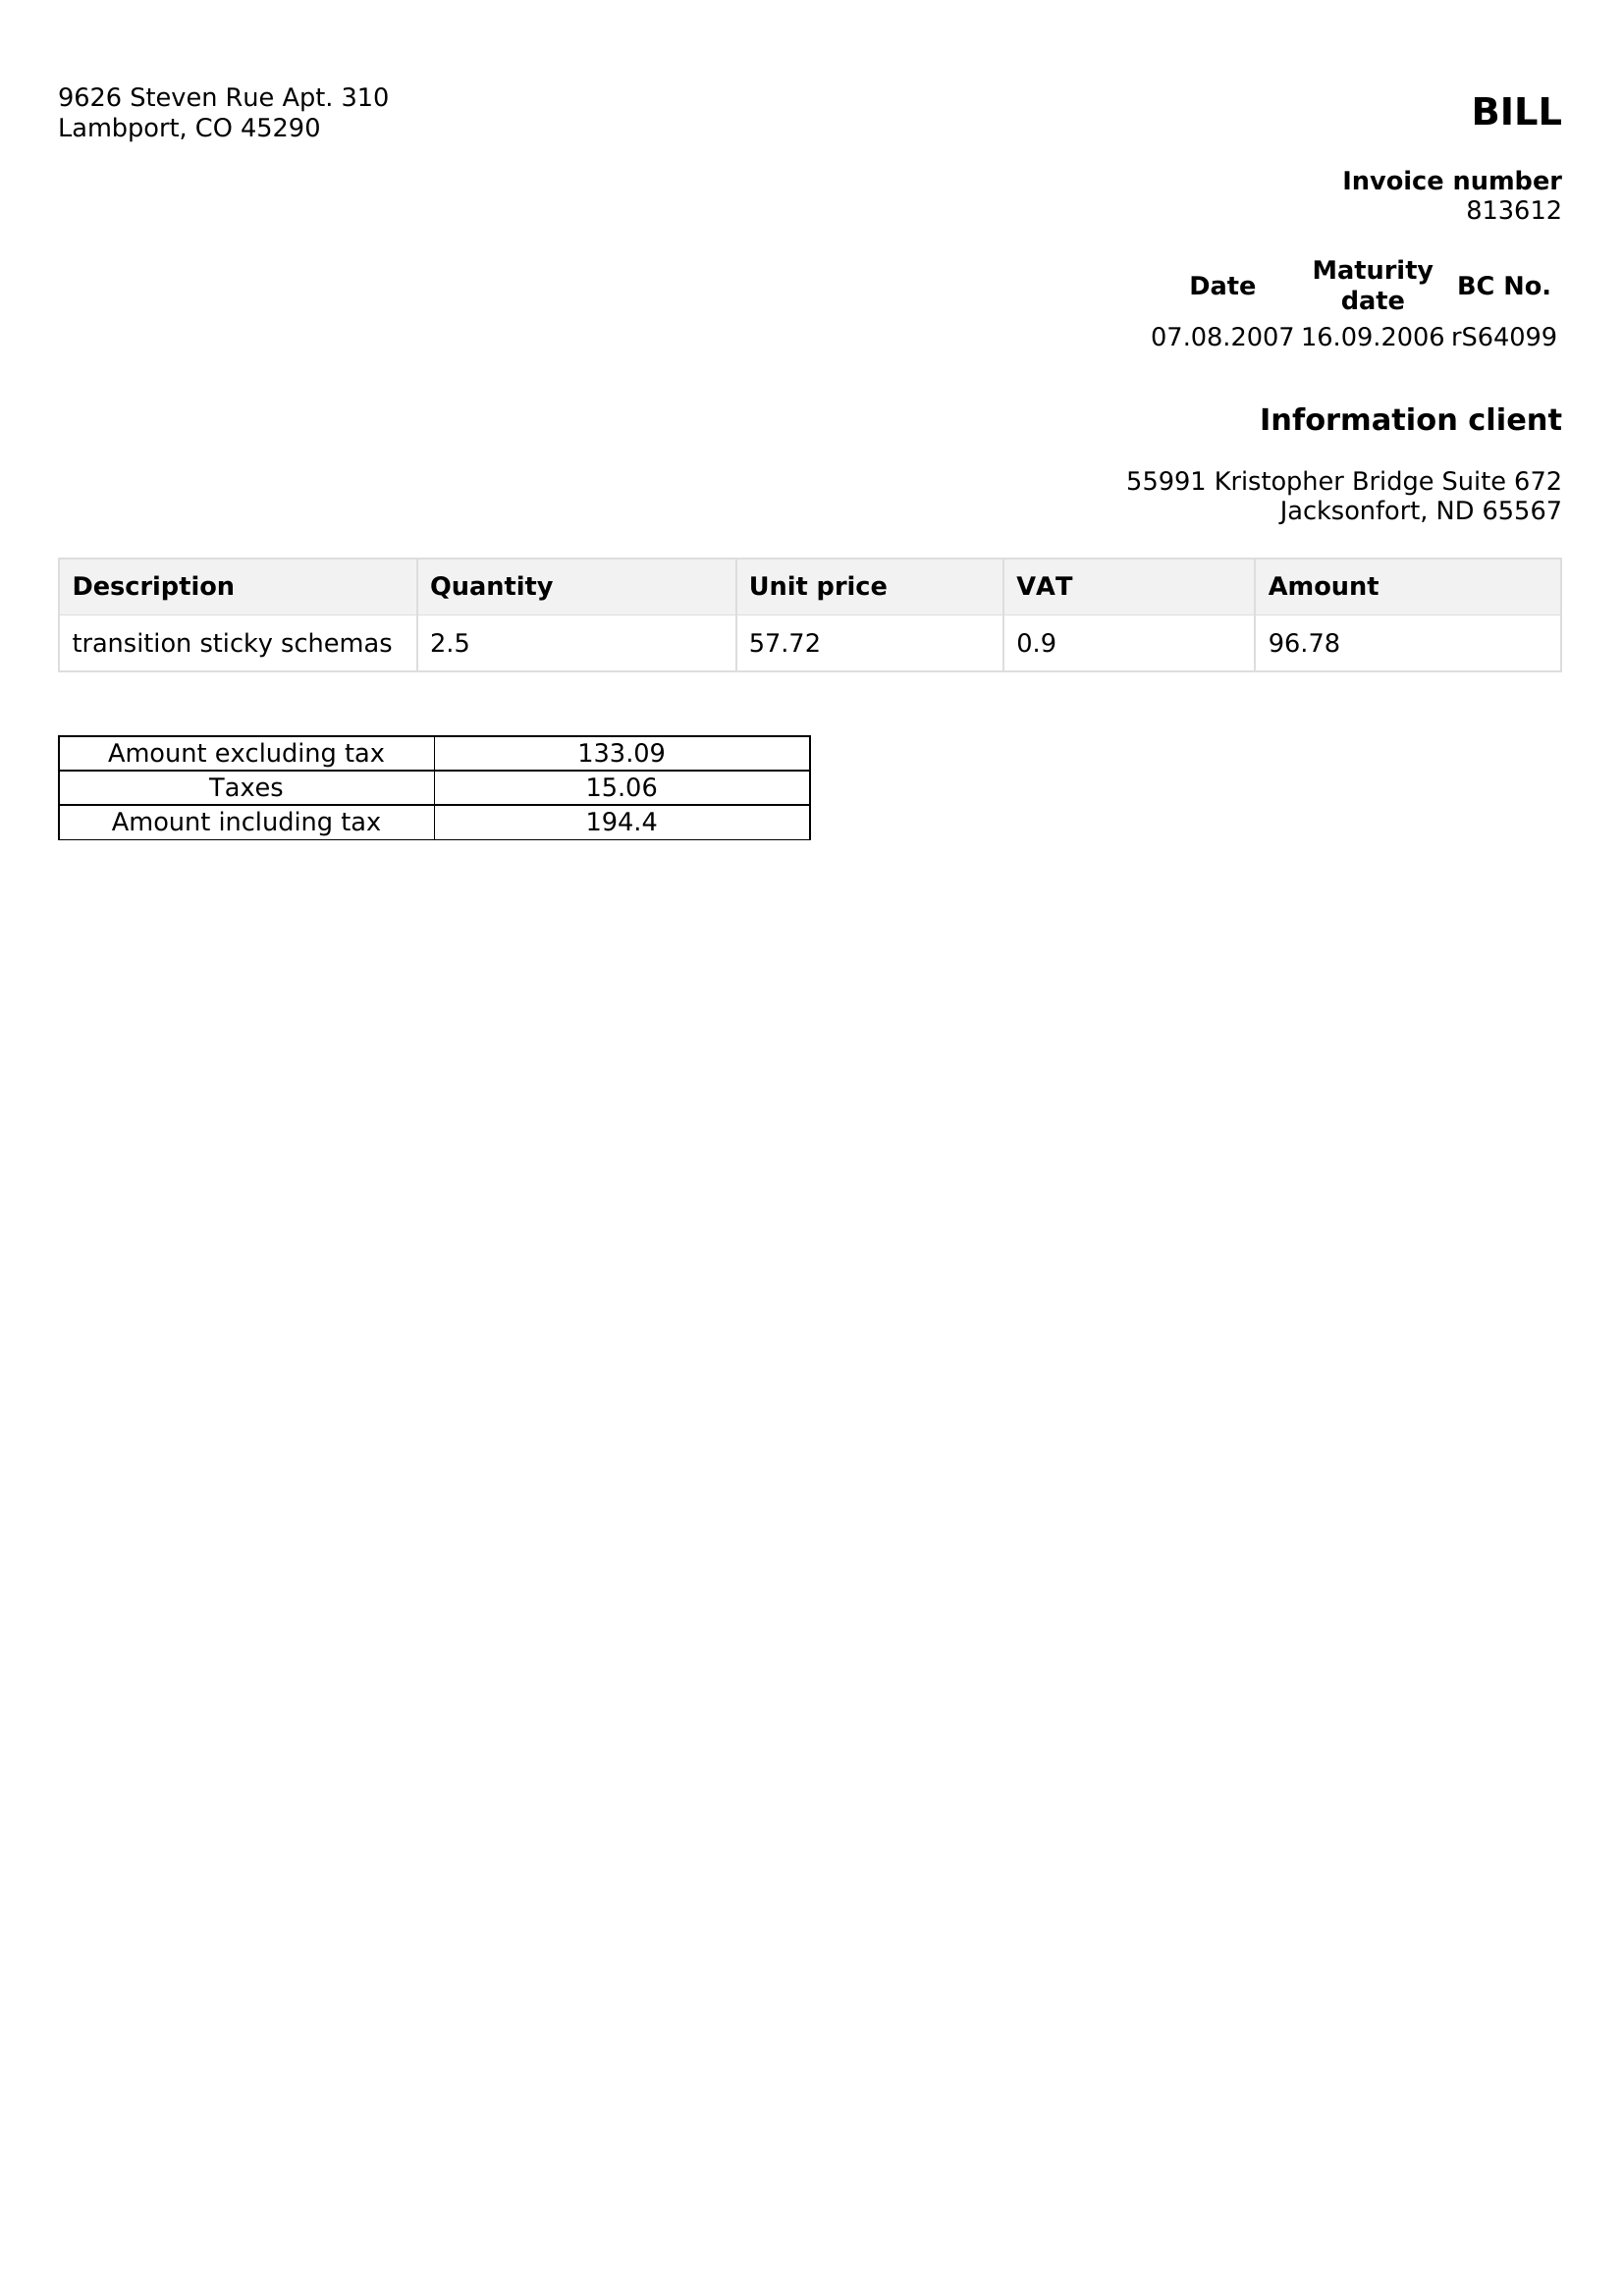 9626 Steven Rue Apt. 310
Lambport, CO 45290
BILL
Invoice number
813612
Date Maturity date BC No.
07.08.2007 16.09.2006 rS64099
Information client
55991 Kristopher Bridge Suite 672
Jacksonfort, ND 65567
Description Quantity Unit price VAT Amount
transition sticky schemas 2.5 57.72 0.9 96.78
Amount excluding tax 133.09
Taxes 15.06
Amount including tax 194.4